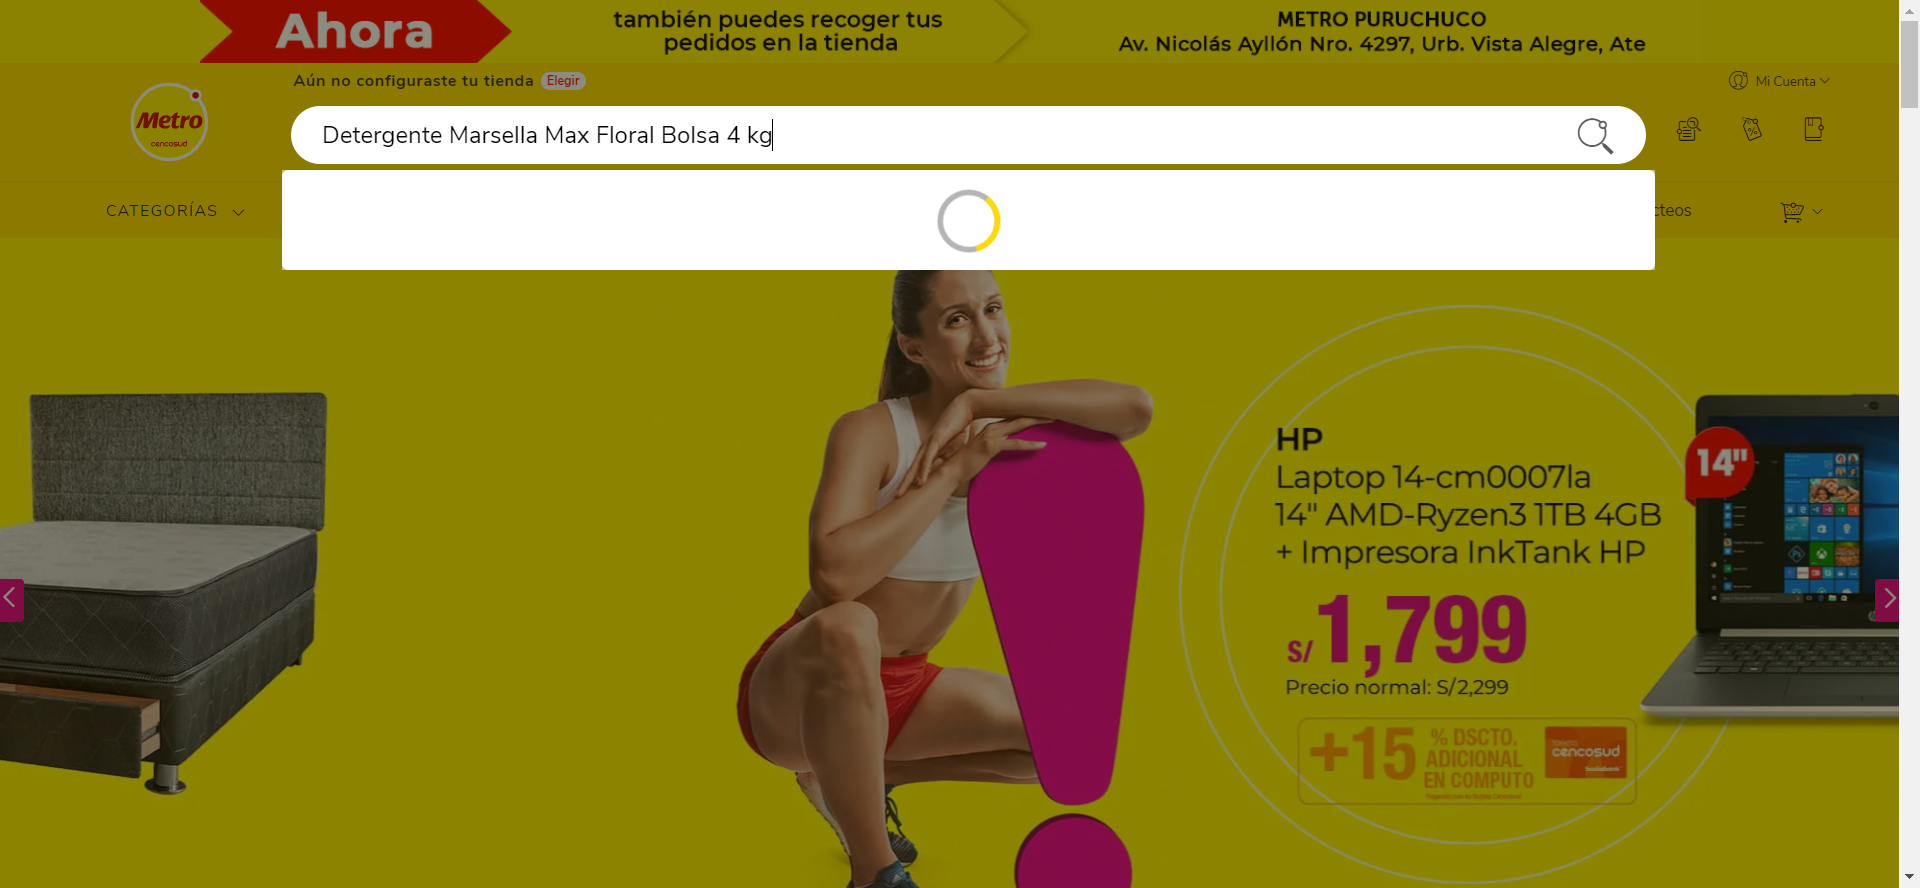 Ahora
también puedes recoger tus
pedidos en la tienda
METRO PURUCHUCO
Av. Nicolás Ayllón Nro. 4297, Urb. Vista Alegre, Ate
Aún no configuraste tu tienda Elegir
Mi Cuenta
Metro
cencosud
Detergente Marsella Max Floral Bolsa 4 kg
CATEGORÍAS
cteos
HP
Laptop 14-cm0007la
14" AMD-Ryzen3 1TB 4GB
+ Impresora InkTank HP
14"
S/ 1,799
Precio normal: S/2,299
+15 % DSCTO.
ADICIONAL
EN COMPUTO
cencosud